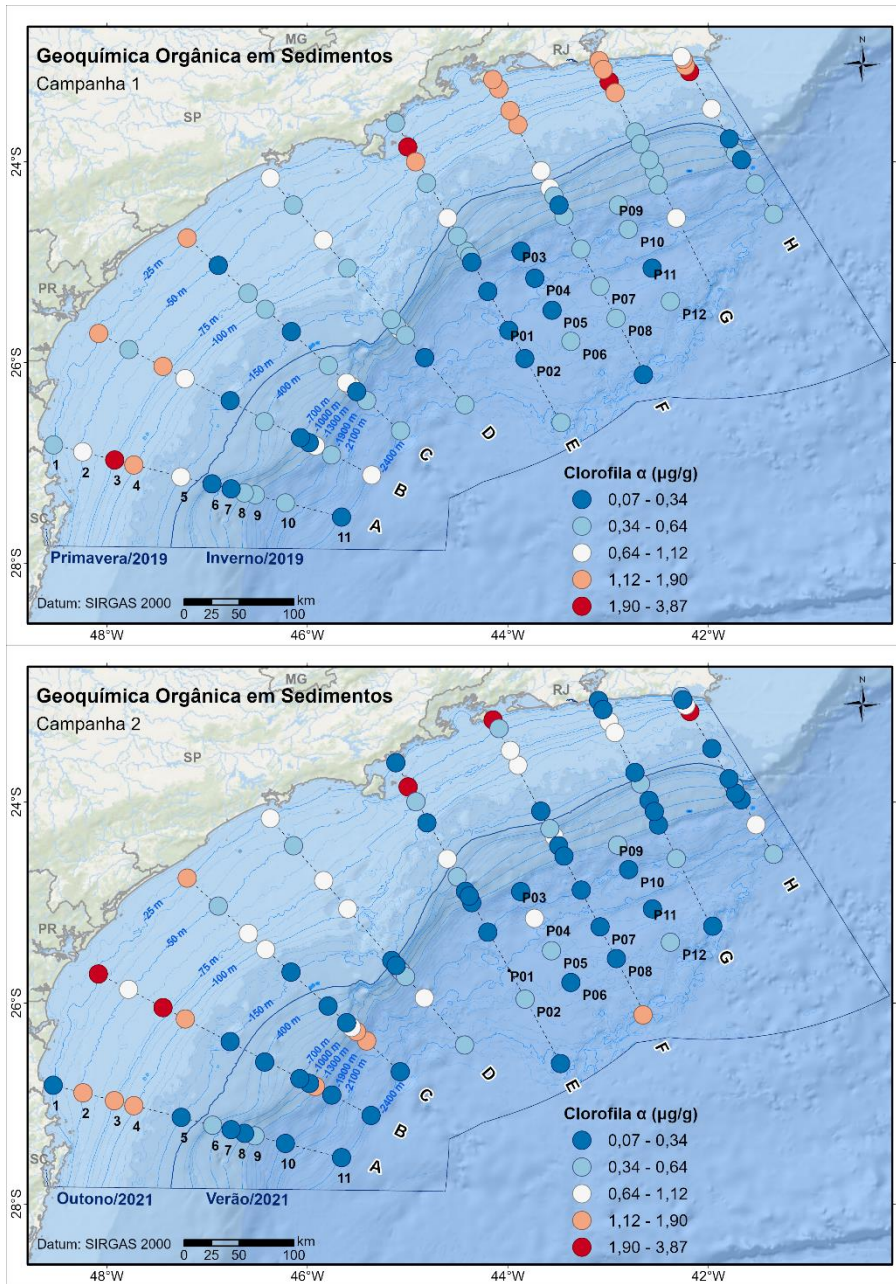 Geoquímica Orgânica em Sedimentos
Campanha 1
MG
RJ
N
SP
PR
SC
24°S
26°S
28°S
-25 m
-50 m
-75 m
-100 m
-150 m
-400 m
-700 m
-1000 m
-1300 m
-1900 m
-2100 m
-2400 m
P09
P10
P03
P04
P11
P05
P07
P12
P01
P08
P06
P02
H
G
F
E
D
C
B
A
1
2
3
4
5
6
7
8
9
10
11
Clorofila α (µg/g)
0,07 - 0,34
0,34 - 0,64
0,64 - 1,12
1,12 - 1,90
1,90 - 3,87
Primavera/2019
Inverno/2019
Datum: SIRGAS 2000
km
0 25 50 100
48°W 46°W 44°W 42°W
Geoquímica Orgânica em Sedimentos
Campanha 2
MG
RJ
N
SP
PR
SC
24°S
26°S
28°S
-25 m
-50 m
-75 m
-100 m
-150 m
-400 m
-700 m
-1000 m
-1300 m
-1900 m
-2100 m
-2400 m
P09
P10
P03
P04
P11
P05
P07
P12
P01
P08
P06
P02
H
G
F
E
D
C
B
A
1
2
3
4
5
6
7
8
9
10
11
Clorofila α (µg/g)
0,07 - 0,34
0,34 - 0,64
0,64 - 1,12
1,12 - 1,90
1,90 - 3,87
Outono/2021
Verão/2021
Datum: SIRGAS 2000
km
0 25 50 100
48°W 46°W 44°W 42°W